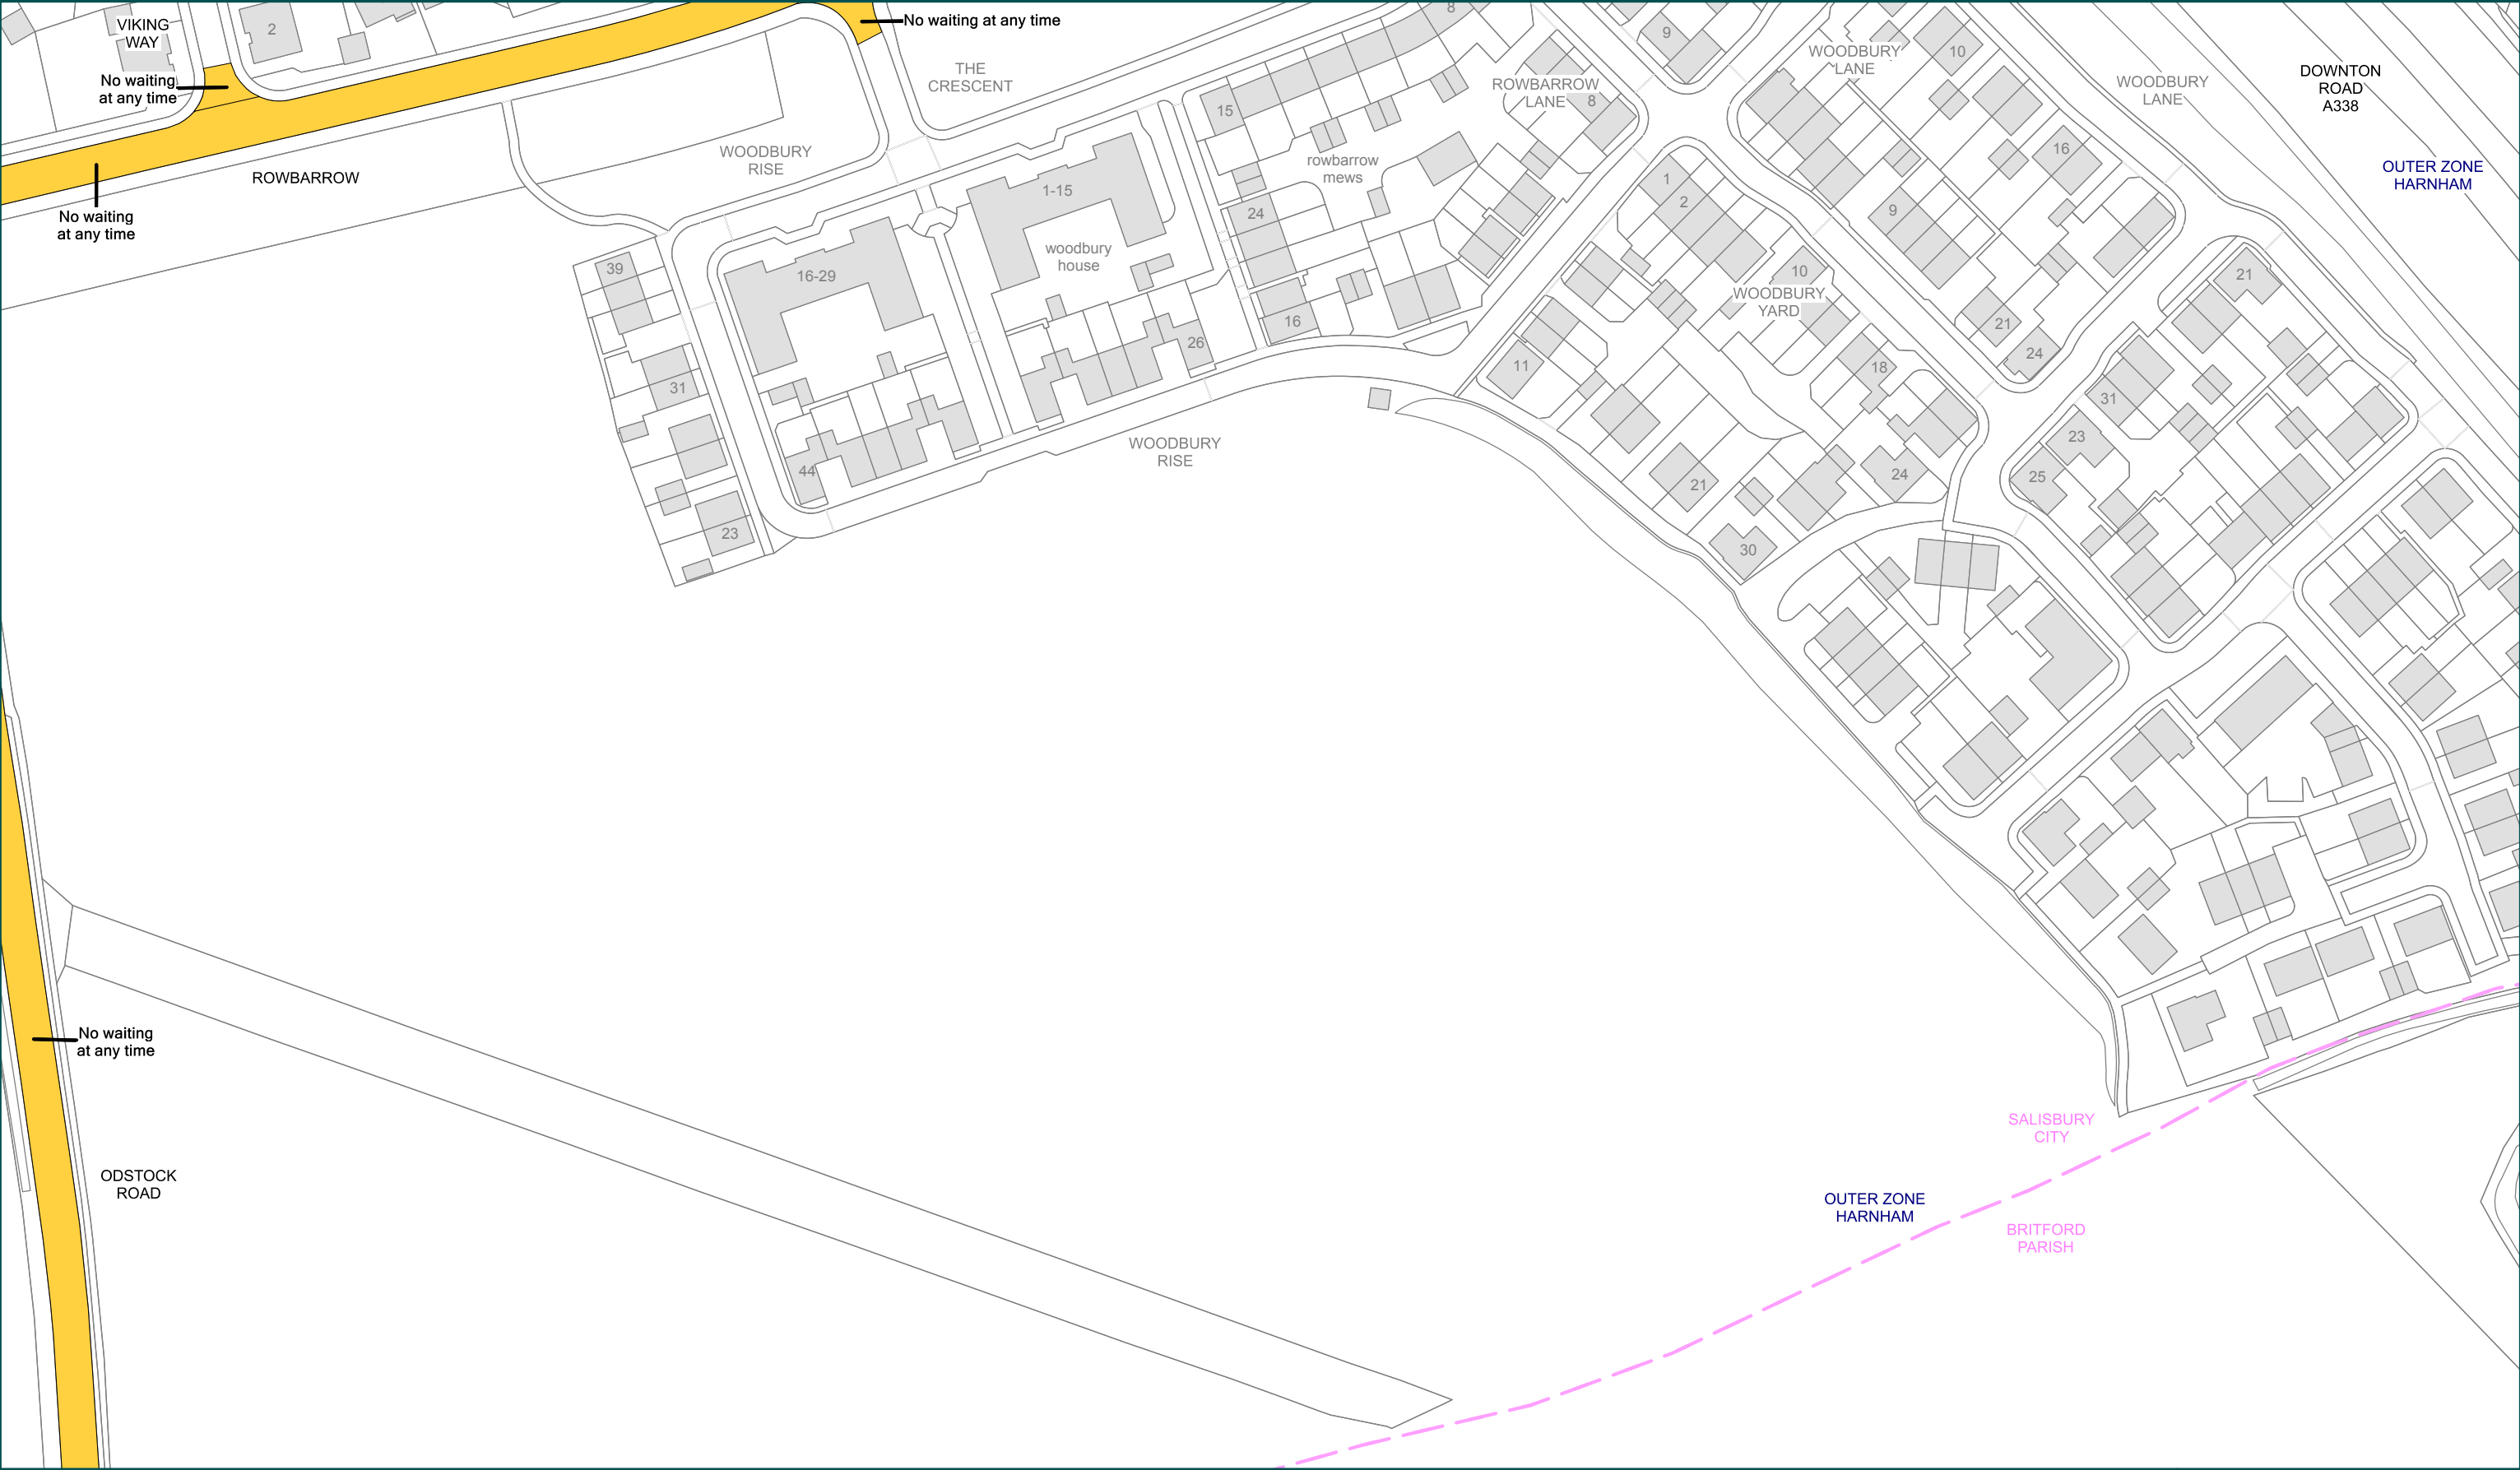 VIKING
WAY
2
No waiting at any time
8
9
10
WOODBURY
LANE
WOODBURY
LANE
DOWNTON
ROAD
A338
No waiting
at any time
THE
CRESCENT
15
ROWBARROW
LANE
8
ROWBARROW
WOODBURY
RISE
rowbarrow
mews
16
OUTER ZONE
HARNHAM
No waiting
at any time
1-15
1
2
24
9
39
16-29
woodbury
house
10
21
WOODBURY
YARD
16
26
21
24
11
18
31
31
WOODBURY
RISE
23
44
25
24
21
23
30
No waiting
at any time
ODSTOCK
ROAD
SALISBURY
CITY
OUTER ZONE
HARNHAM
BRITFORD
PARISH